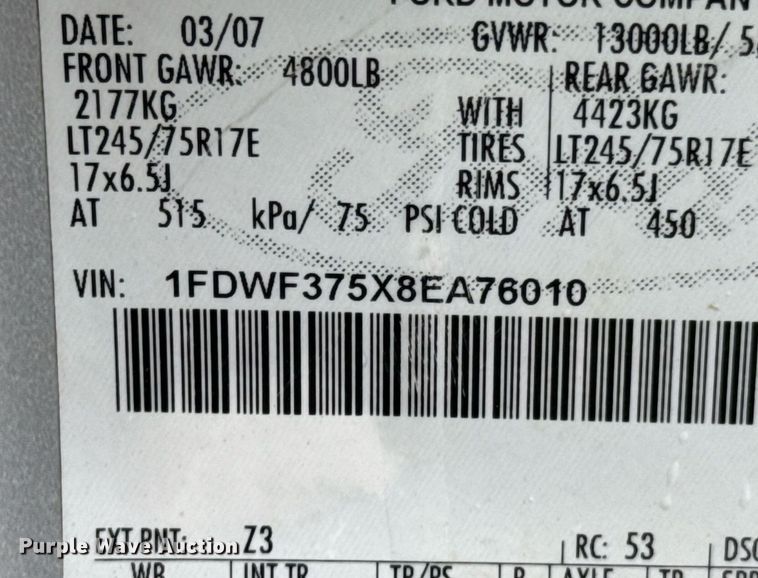 FORD MOTOR COMPAN
DATE: 03/07 GVWR: 13000LB/ 5
FRONT GAWR: 4800LB REAR GAWR:
2177KG WITH 4423KG
LT245/75R17E TIRES LT245/75R17E
17x6.5J RIMS 17x6.5J
AT 515 kPa/ 75 PSI COLD AT 450
VIN: 1FDWF375X8EA76010
EXT PNT: Z3 RC: 53 DSO
WB INT TR TP/PS R AXLE TR SPR
Purple Wave Auction